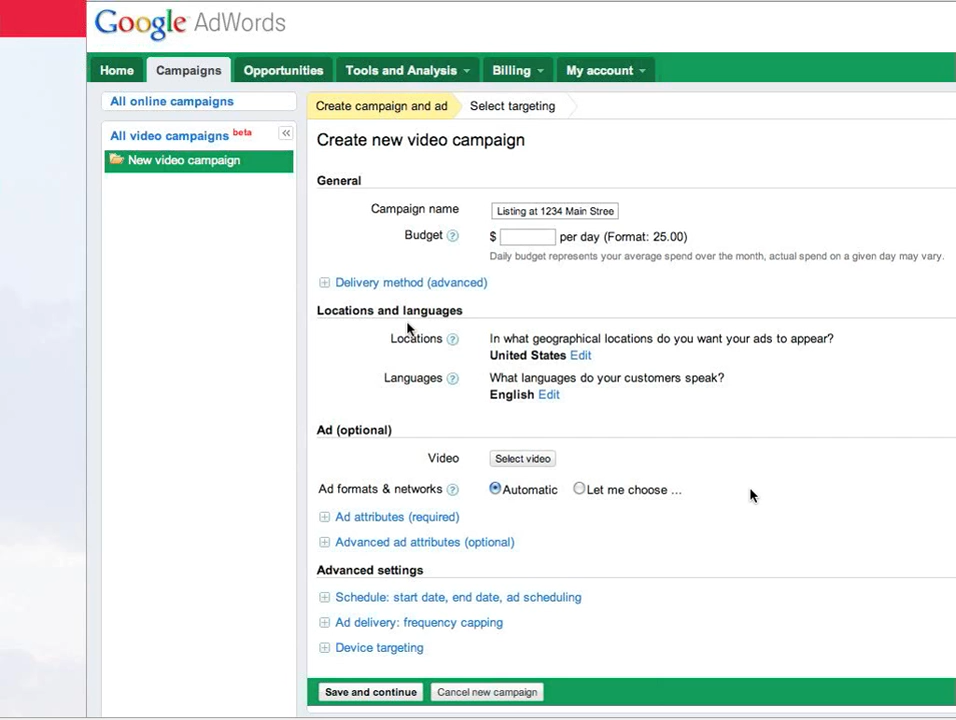 Google AdWords
Home Campaigns Opportunities Tools and Analysis Billing My account
All online campaigns
All video campaigns beta
New video campaign
Create campaign and ad Select targeting
Create new video campaign
General
Campaign name Listing at 1234 Main Stree
Budget ? $ per day (Format: 25.00)
Daily budget represents your average spend over the month, actual spend on a given day may vary.
Delivery method (advanced)
Locations and languages
Locations ? In what geographical locations do you want your ads to appear?
United States Edit
Languages ? What languages do your customers speak?
English Edit
Ad (optional)
Video Select video
Ad formats & networks ? Automatic Let me choose ...
Ad attributes (required)
Advanced ad attributes (optional)
Advanced settings
Schedule: start date, end date, ad scheduling
Ad delivery: frequency capping
Device targeting
Save and continue Cancel new campaign